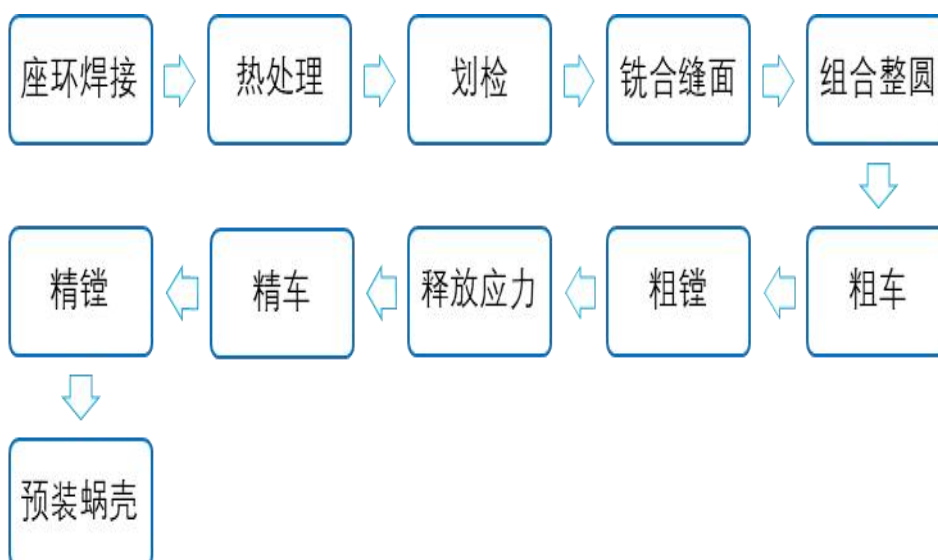 座环焊接
热处理
划检
铣合缝面
组合整圆
粗车
粗镗
释放应力
精车
精镗
预装蜗壳